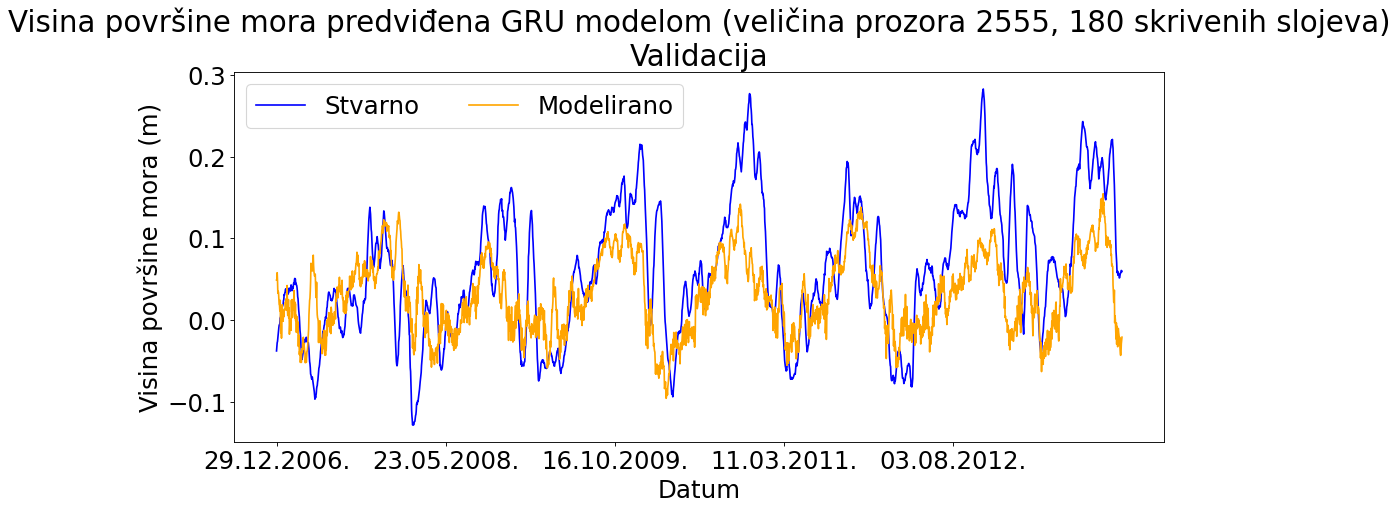 Visina površine mora predviđena GRU modelom (veličina prozora 2555, 180 skrivenih slojeva)
Validacija
Stvarno
Modelirano
Visina površine mora (m)
0.3
0.2
0.1
0.0
−0.1
29.12.2006.
23.05.2008.
16.10.2009.
11.03.2011.
03.08.2012.
Datum